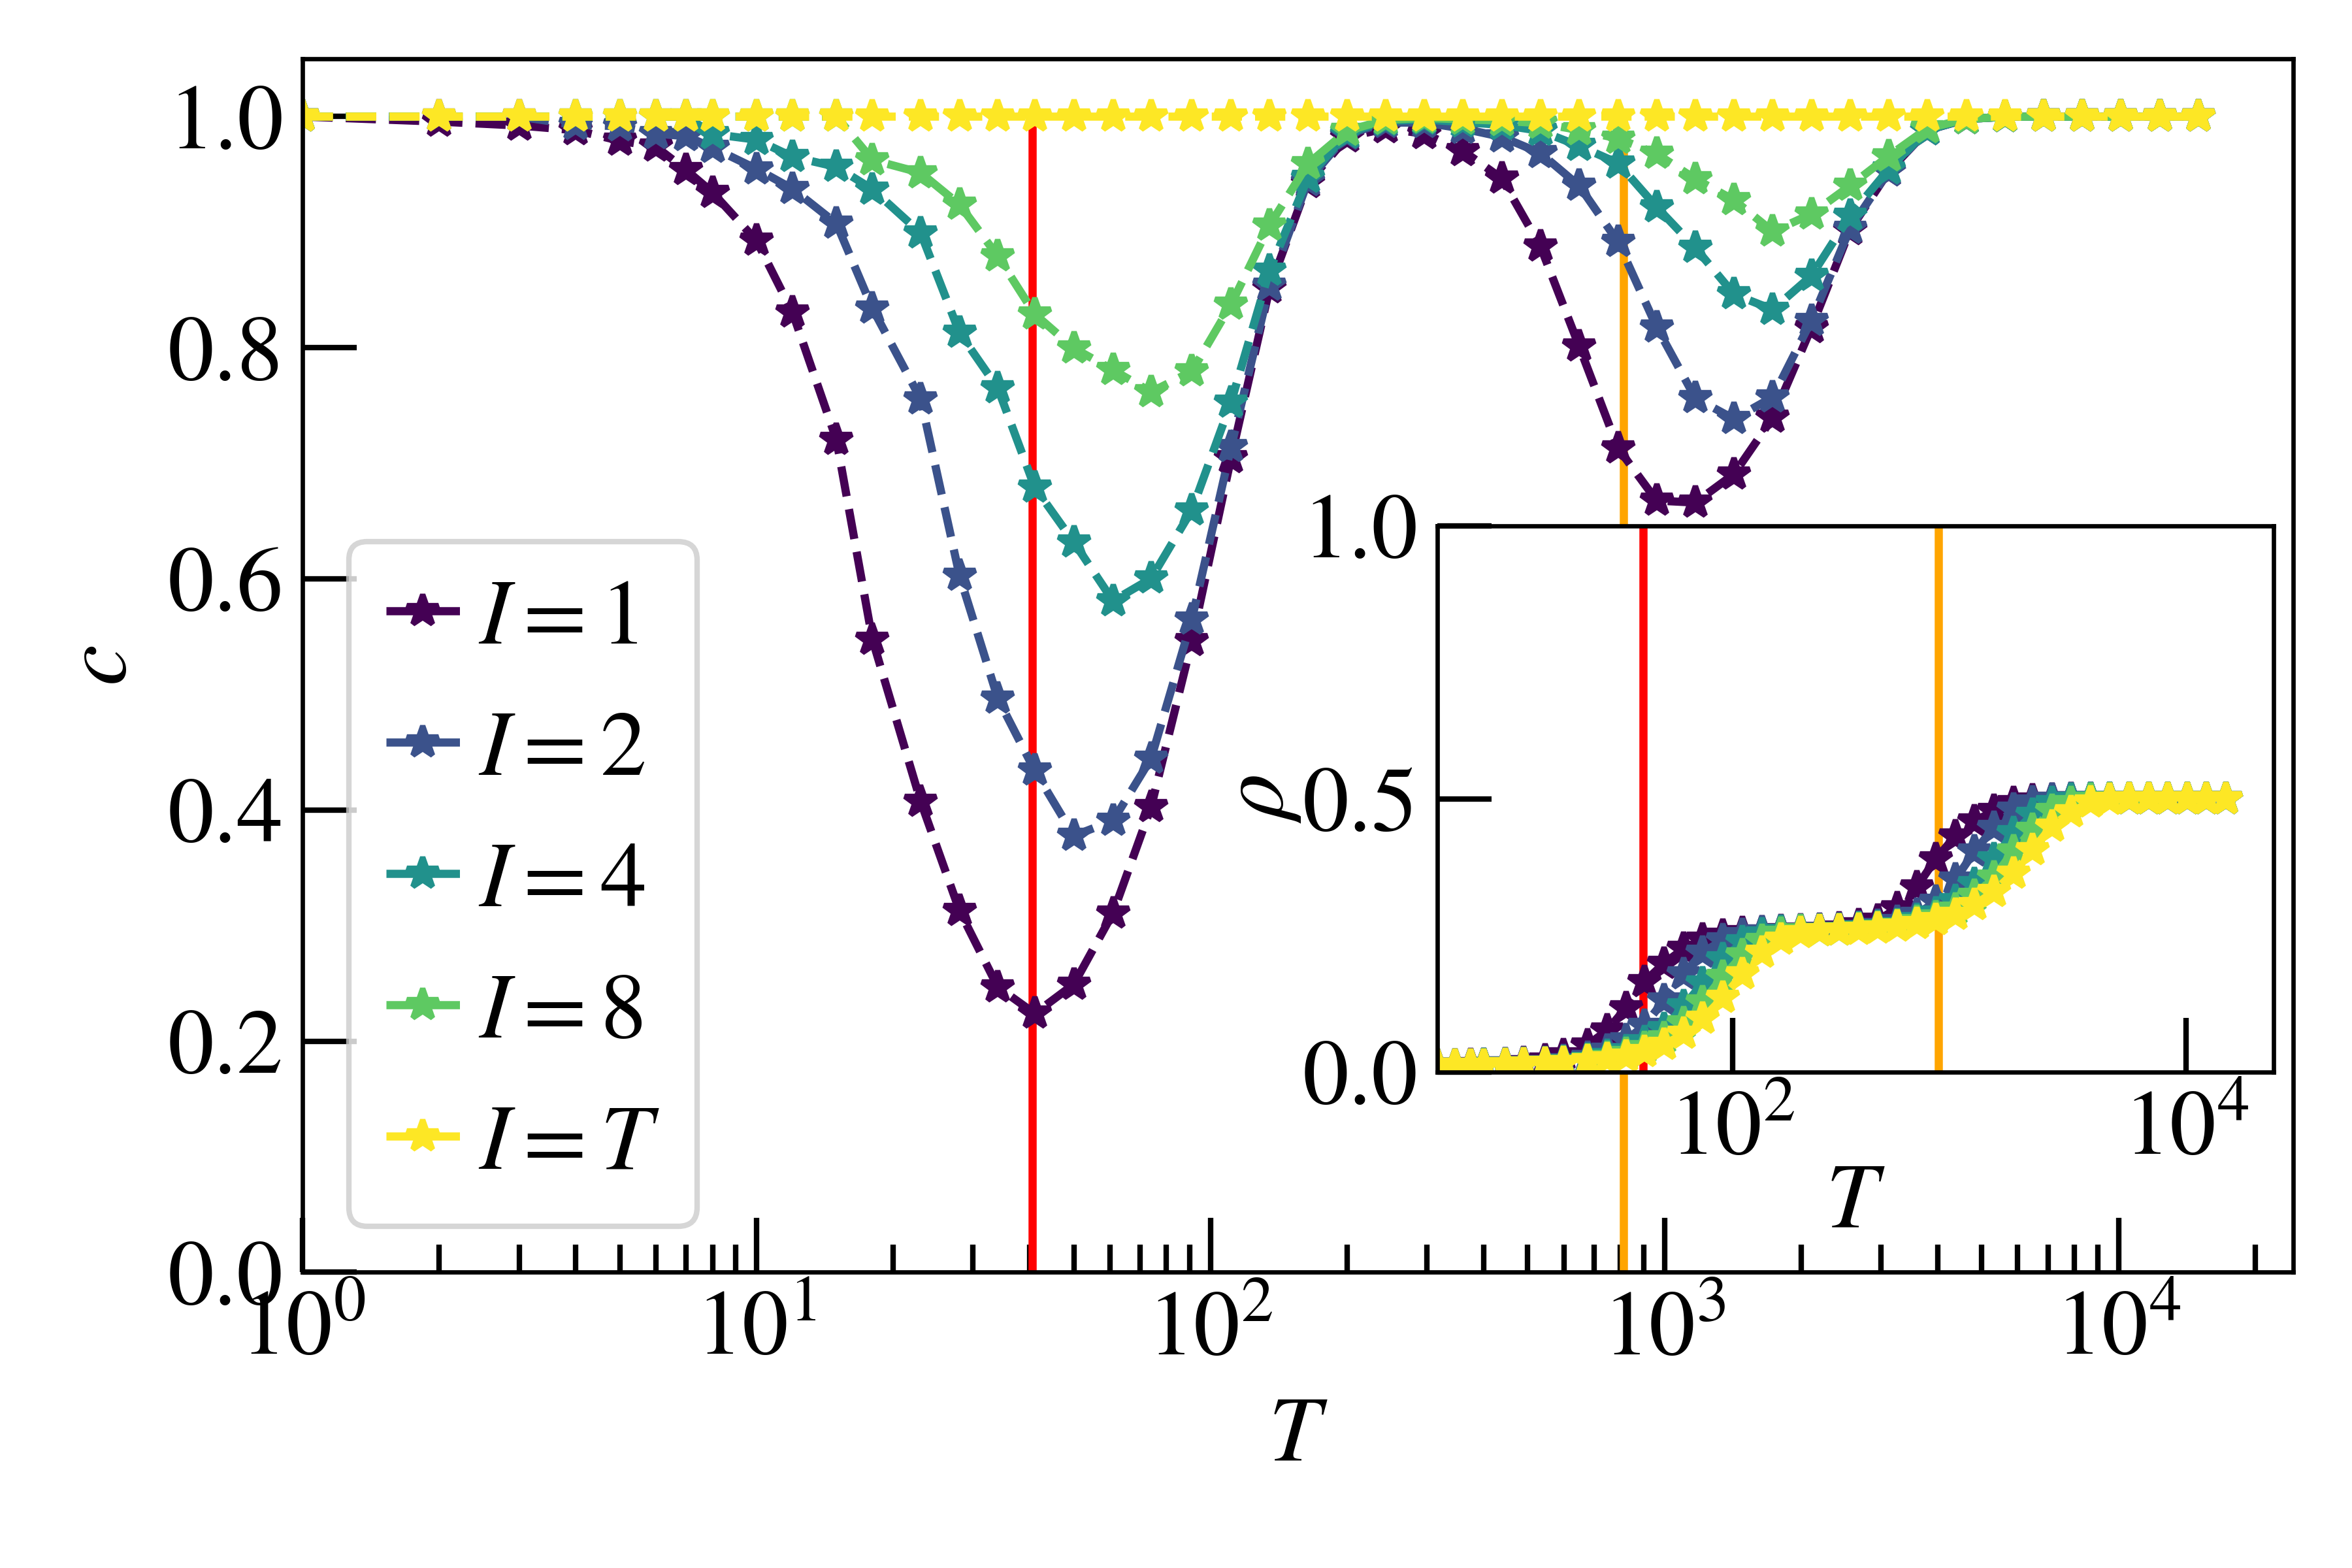 1.0
0.8
0.6
0.4
0.2
0.0
c
10⁰ 10¹ 10² 10³ 10⁴
T
I = 1
I = 2
I = 4
I = 8
I = T
1.0
0.5
0.0
ρ
10² 10⁴
T